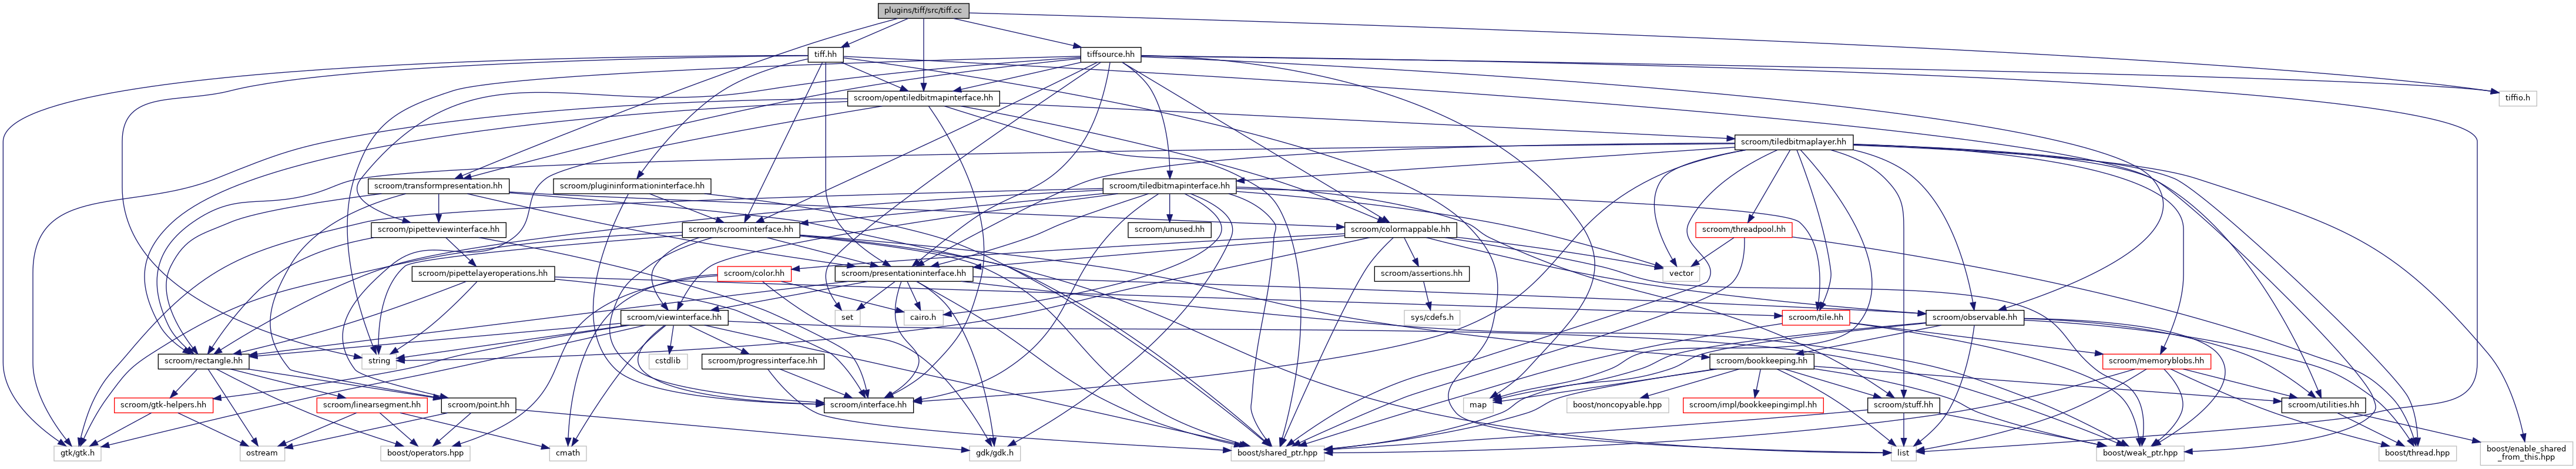 plugins/tiff/src/tiff.cc
tiff.hh
tiffsource.hh
scroom/opentiledbitmapinterface.hh
tiffio.h
scroom/tiledbitmaplayer.hh
scroom/transformpresentation.hh
scroom/plugininformationinterface.hh
scroom/tiledbitmapinterface.hh
scroom/pipetteviewinterface.hh
scroom/scroominterface.hh
scroom/unused.hh
scroom/colormappable.hh
scroom/threadpool.hh
scroom/pipettelayeroperations.hh
scroom/color.hh
scroom/presentationinterface.hh
scroom/assertions.hh
vector
scroom/viewinterface.hh
set
cairo.h
sys/cdefs.h
scroom/tile.hh
scroom/observable.hh
scroom/rectangle.hh
string
cstdlib
scroom/progressinterface.hh
scroom/bookkeeping.hh
scroom/memoryblobs.hh
scroom/gtk-helpers.hh
scroom/linearsegment.hh
scroom/point.hh
scroom/interface.hh
map
boost/noncopyable.hpp
scroom/impl/bookkeepingimpl.hh
scroom/stuff.hh
scroom/utilities.hh
gtk/gtk.h
ostream
boost/operators.hpp
cmath
gdk/gdk.h
boost/shared_ptr.hpp
list
boost/weak_ptr.hpp
boost/thread.hpp
boost/enable_shared
_from_this.hpp